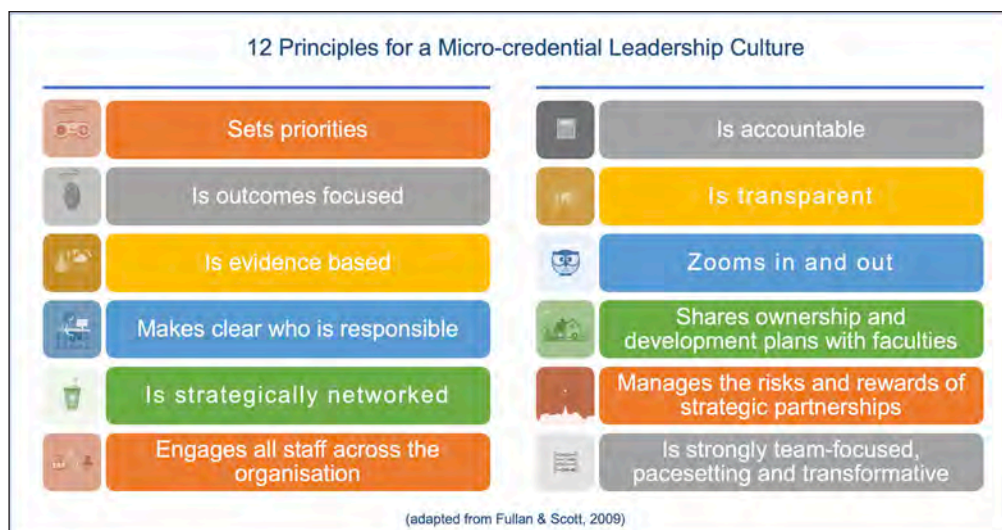 12 Principles for a Micro-credential Leadership Culture
Sets priorities
Is outcomes focused
Is evidence based
Makes clear who is responsible
Is strategically networked
Engages all staff across the
organisation
Is accountable
Is transparent
Zooms in and out
Shares ownership and
development plans with faculties
Manages the risks and rewards of
strategic partnerships
Is strongly team-focused,
pacesetting and transformative
(adapted from Fullan & Scott, 2009)